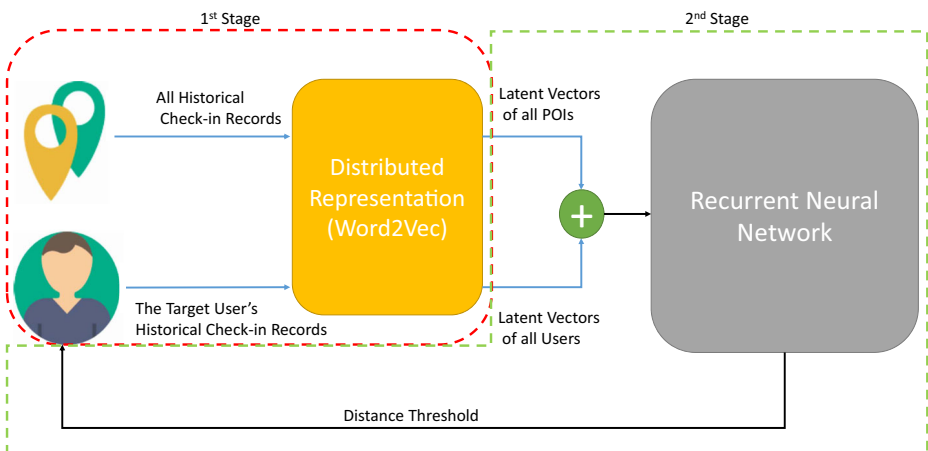 1st Stage
2nd Stage
All Historical
Check-in Records
Distributed
Representation
(Word2Vec)
Latent Vectors
of all POIs
+
Recurrent Neural
Network
The Target User's
Historical Check-in Records
Latent Vectors
of all Users
Distance Threshold